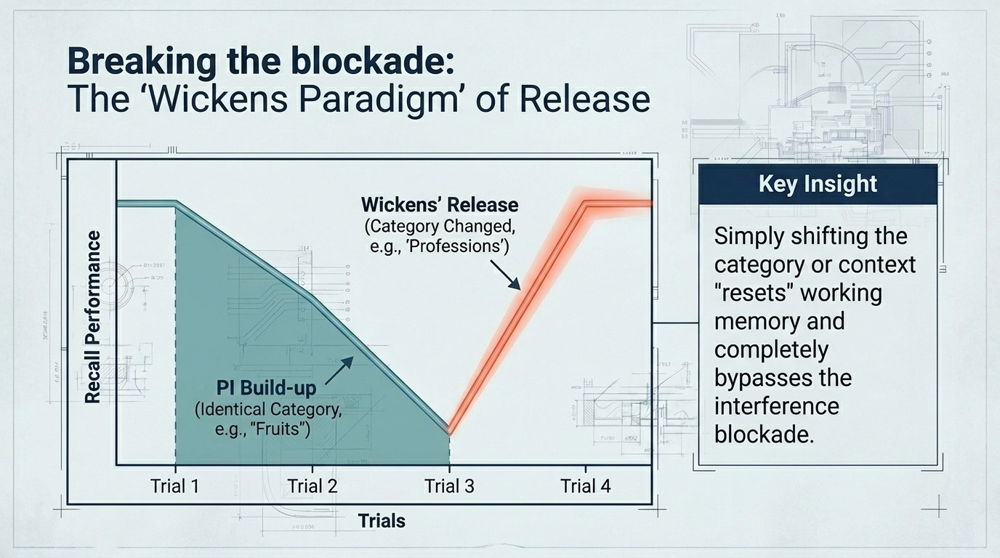 Breaking the blockade:
The ‘Wickens Paradigm’ of Release
Recall Performance
Wickens’ Release
(Category Changed,
e.g., ‘Professions’)
PI Build-up
(Identical Category,
e.g., “Fruits”)
Trial 1
Trial 2
Trial 3
Trial 4
Trials
Key Insight
Simply shifting the
category or context
"resets" working
memory and
completely
bypasses the
interference
blockade.